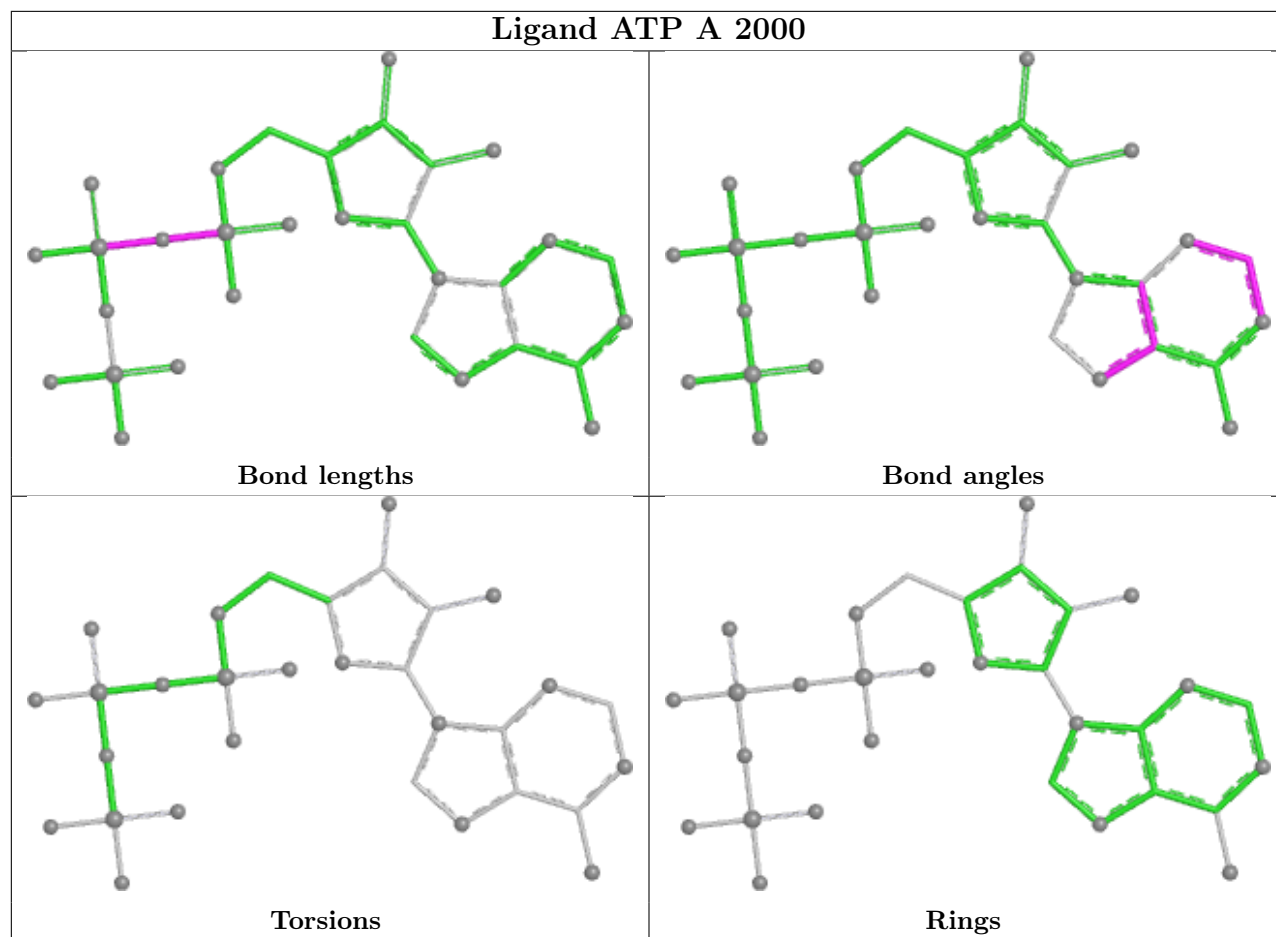 Ligand ATP A 2000
Bond lengths
Bond angles
Torsions
Rings